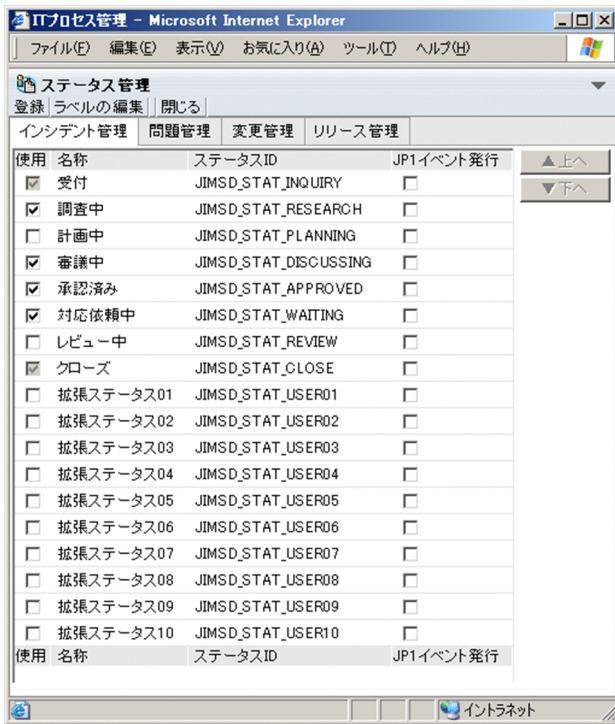 ITプロセス管理 - Microsoft Internet Explorer
ファイル(F) 編集(E) 表示(V) お気に入り(A) ツール(T) ヘルプ(H)
ステータス管理
登録 ラベルの編集 閉じる
インシデント管理 問題管理 変更管理 リリース管理
使用 名称 ステータスID JP1イベント発行 ▲上へ
受付 JIMSD_STAT_INQUIRY ▼下へ
調査中 JIMSD_STAT_RESEARCH
計画中 JIMSD_STAT_PLANNING
審議中 JIMSD_STAT_DISCUSSING
承認済み JIMSD_STAT_APPROVED
対応依頼中 JIMSD_STAT_WAITING
レビュー中 JIMSD_STAT_REVIEW
クローズ JIMSD_STAT_CLOSE
拡張ステータス01 JIMSD_STAT_USER01
拡張ステータス02 JIMSD_STAT_USER02
拡張ステータス03 JIMSD_STAT_USER03
拡張ステータス04 JIMSD_STAT_USER04
拡張ステータス05 JIMSD_STAT_USER05
拡張ステータス06 JIMSD_STAT_USER06
拡張ステータス07 JIMSD_STAT_USER07
拡張ステータス08 JIMSD_STAT_USER08
拡張ステータス09 JIMSD_STAT_USER09
拡張ステータス10 JIMSD_STAT_USER10
使用 名称 ステータスID JP1イベント発行
イントラネット